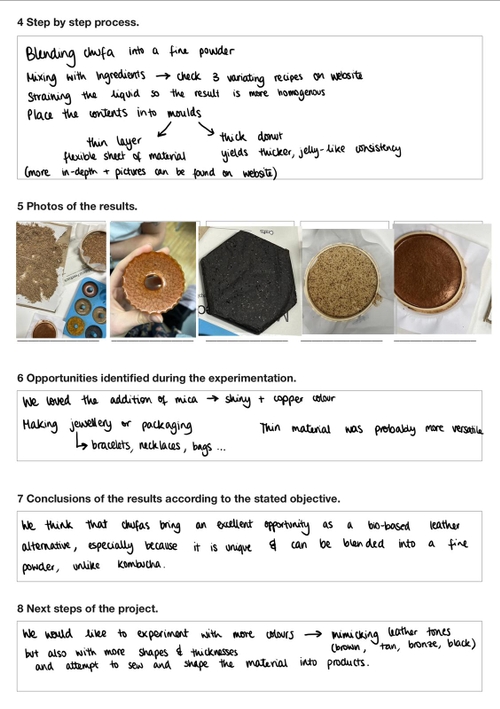 4 Step by step process.
Blending chufa into a fine powder
Mixing with ingredients → check 3 variating recipes on website
Straining the liquid so the result is more homogenous
Place the contents into moulds
thin layer
flexible sheet of material
thick donut
yields thicker, jelly-like consistency
(more in-depth + pictures can be found on website)
5 Photos of the results.
6 Opportunities identified during the experimentation.
We loved the addition of mica → shiny + copper colour
Making jewellery or packaging
Thin material was probably more versatile
↳ bracelets, necklaces, bags ...
7 Conclusions of the results according to the stated objective.
We think that chufas bring an excellent opportunity as a bio-based leather
alternative, especially because it is unique & can be blended into a fine
powder, unlike kombucha.
8 Next steps of the project.
We would like to experiment with more colours → mimicking leather tones
(brown, tan, bronze, black)
but also with more shapes & thicknesses
and attempt to sew and shape the material into products.